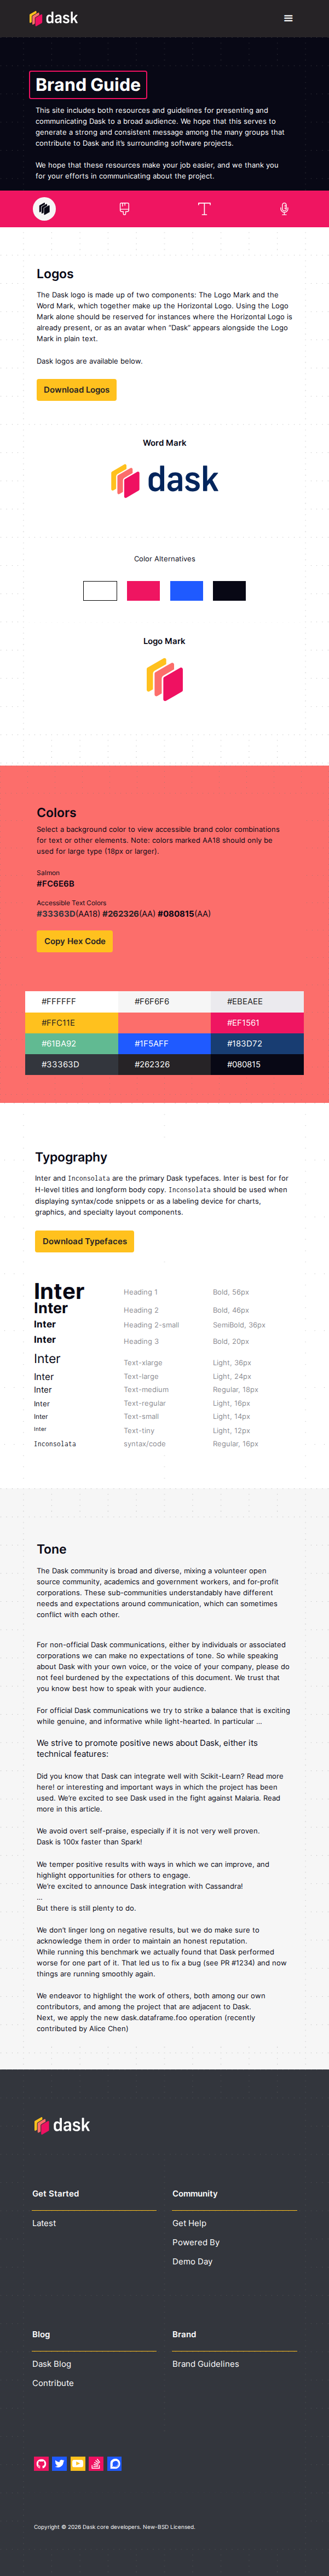 dask
Brand Guide
This site includes both resources and guidelines for presenting and
communicating Dask to a broad audience. We hope that this serves to
generate a strong and consistent message among the many groups that
contribute to Dask and it's surrounding software projects.
We hope that these resources make your job easier, and we thank you
for your efforts in communicating about the project.
Logos
The Dask logo is made up of two components: The Logo Mark and the
Word Mark, which together make up the Horizontal Logo. Using the Logo
Mark alone should be reserved for instances where the Horizontal Logo is
already present, or as an avatar when "Dask" appears alongside the Logo
Mark in plain text.
Dask logos are available below.
Download Logos
Word Mark
dask
Color Alternatives
Logo Mark
Colors
Select a background color to view accessible brand color combinations
for text or other elements. Note: colors marked AA18 should only be
used for large type (18px or larger).
Salmon
#FC6E6B
Accessible Text Colors
#33363D(AA18) #262326(AA) #080815(AA)
Copy Hex Code
#FFFFFF #F6F6F6 #EBEAEE
#FFC11E #EF1561
#61BA92 #1F5AFF #183D72
#33363D #262326 #080815
Typography
Inter and Inconsolata are the primary Dask typefaces. Inter is best for for
H-level titles and longform body copy. Inconsolata should be used when
displaying syntax/code snippets or as a labeling device for charts,
graphics, and specialty layout components.
Download Typefaces
Inter Heading 1 Bold, 56px
Inter Heading 2 Bold, 46px
Inter Heading 2-small SemiBold, 36px
Inter Heading 3 Bold, 20px
Inter Text-xlarge Light, 36px
Inter Text-large Light, 24px
Inter Text-medium Regular, 18px
Inter Text-regular Light, 16px
Inter Text-small Light, 14px
Inter Text-tiny Light, 12px
Inconsolata syntax/code Regular, 16px
Tone
The Dask community is broad and diverse, mixing a volunteer open
source community, academics and government workers, and for-profit
corporations. These sub-communities understandably have different
needs and expectations around communication, which can sometimes
conflict with each other.
For non-official Dask communications, either by individuals or associated
corporations we can make no expectations of tone. So while speaking
about Dask with your own voice, or the voice of your company, please do
not feel burdened by the expectations of this document. We trust that
you know best how to speak with your audience.
For official Dask communications we try to strike a balance that is exciting
while genuine, and informative while light-hearted. In particular ...
We strive to promote positive news about Dask, either its
technical features:
Did you know that Dask can integrate well with Scikit-Learn? Read more
here! or interesting and important ways in which the project has been
used. We're excited to see Dask used in the fight against Malaria. Read
more in this article.
We avoid overt self-praise, especially if it is not very well proven.
Dask is 100x faster than Spark!
We temper positive results with ways in which we can improve, and
highlight opportunities for others to engage.
We're excited to announce Dask integration with Cassandra!
...
But there is still plenty to do.
We don't linger long on negative results, but we do make sure to
acknowledge them in order to maintain an honest reputation.
While running this benchmark we actually found that Dask performed
worse for one part of it. That led us to fix a bug (see PR #1234) and now
things are running smoothly again.
We endeavor to highlight the work of others, both among our own
contributors, and among the project that are adjacent to Dask.
Next, we apply the new dask.dataframe.foo operation (recently
contributed by Alice Chen)
dask
Get Started
Latest
Community
Get Help
Powered By
Demo Day
Blog
Dask Blog
Contribute
Brand
Brand Guidelines
Copyright © 2026 Dask core developers. New-BSD Licensed.